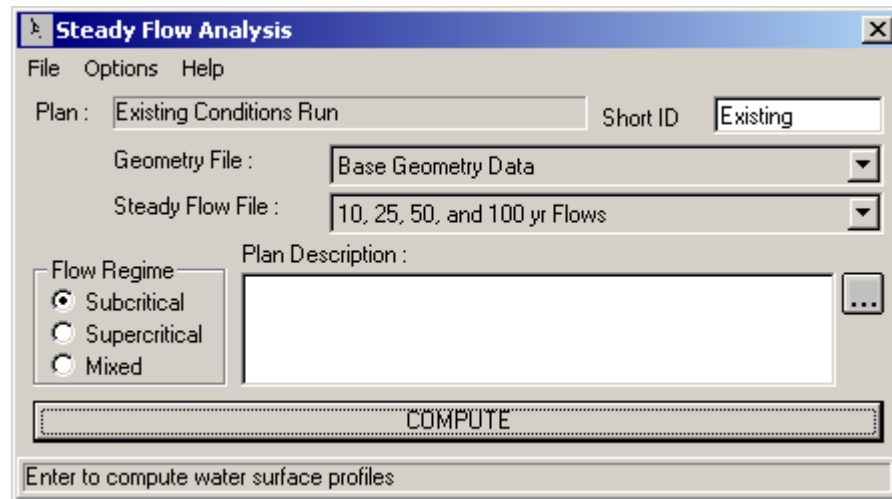 Steady Flow Analysis
File Options Help
Plan : Existing Conditions Run Short ID Existing
Geometry File : Base Geometry Data
Steady Flow File : 10, 25, 50, and 100 yr Flows
Plan Description :
Flow Regime
Subcritical
...
Supercritical
Mixed
COMPUTE
Enter to compute water surface profiles